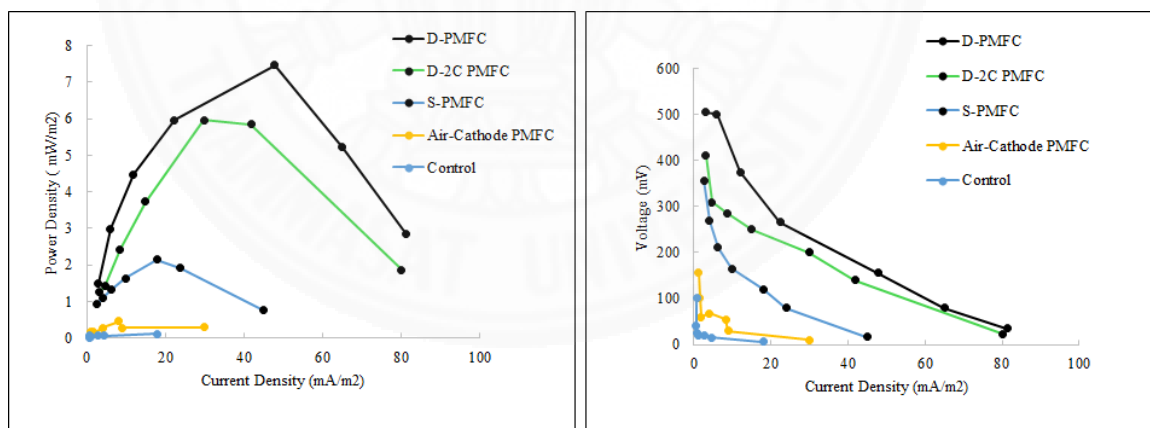 D-PMFC
D-2C PMFC
S-PMFC
Air-Cathode PMFC
Control
Power Density ( mW/m2)
8
7
6
5
4
3
2
1
0
0 20 40 60 80 100
Current Density (mA/m2)
D-PMFC
D-2C PMFC
S-PMFC
Air-Cathode PMFC
Control
Voltage (mV)
600
500
400
300
200
100
0
0 20 40 60 80 100
Current Density (mA/m2)